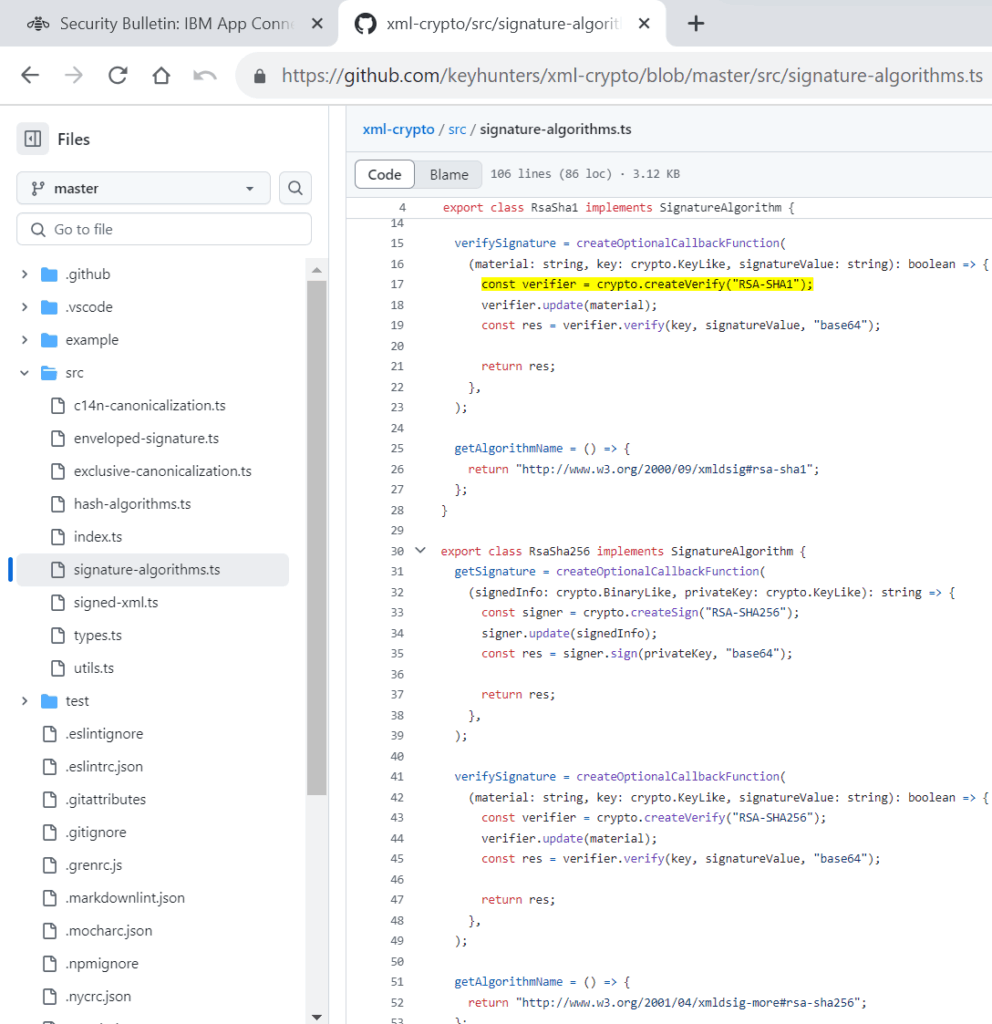 Security Bulletin: IBM App Conne
xml-crypto/src/signature-algorit
https://github.com/keyhunters/xml-crypto/blob/master/src/signature-algorithms.ts
Files
master
Go to file
.github
.vscode
example
src
c14n-canonicalization.ts
enveloped-signature.ts
exclusive-canonicalization.ts
hash-algorithms.ts
index.ts
signature-algorithms.ts
signed-xml.ts
types.ts
utils.ts
test
.eslintignore
.eslintrc.json
.gitattributes
.gitignore
.grenrc.js
.markdownlint.json
.mocharc.json
.npmignore
.nycrc.json
xml-crypto / src / signature-algorithms.ts
Code Blame 106 lines (86 loc) · 3.12 KB
4 export class RsaSha1 implements SignatureAlgorithm {
14
15 verifySignature = createOptionalCallbackFunction(
16 (material: string, key: crypto.KeyLike, signatureValue: string): boolean => {
17 const verifier = crypto.createVerify("RSA-SHA1");
18 verifier.update(material);
19 const res = verifier.verify(key, signatureValue, "base64");
20
21 return res;
22 },
23 );
24
25 getAlgorithmName = () => {
26 return "http://www.w3.org/2000/09/xmldsig#rsa-sha1";
27 };
28 }
29
30 export class RsaSha256 implements SignatureAlgorithm {
31 getSignature = createOptionalCallbackFunction(
32 (signedInfo: crypto.BinaryLike, privateKey: crypto.KeyLike): string => {
33 const signer = crypto.createSign("RSA-SHA256");
34 signer.update(signedInfo);
35 const res = signer.sign(privateKey, "base64");
36
37 return res;
38 },
39 );
40
41 verifySignature = createOptionalCallbackFunction(
42 (material: string, key: crypto.KeyLike, signatureValue: string): boolean => {
43 const verifier = crypto.createVerify("RSA-SHA256");
44 verifier.update(material);
45 const res = verifier.verify(key, signatureValue, "base64");
46
47 return res;
48 },
49 );
50
51 getAlgorithmName = () => {
52 return "http://www.w3.org/2001/04/xmldsig-more#rsa-sha256";
53 };